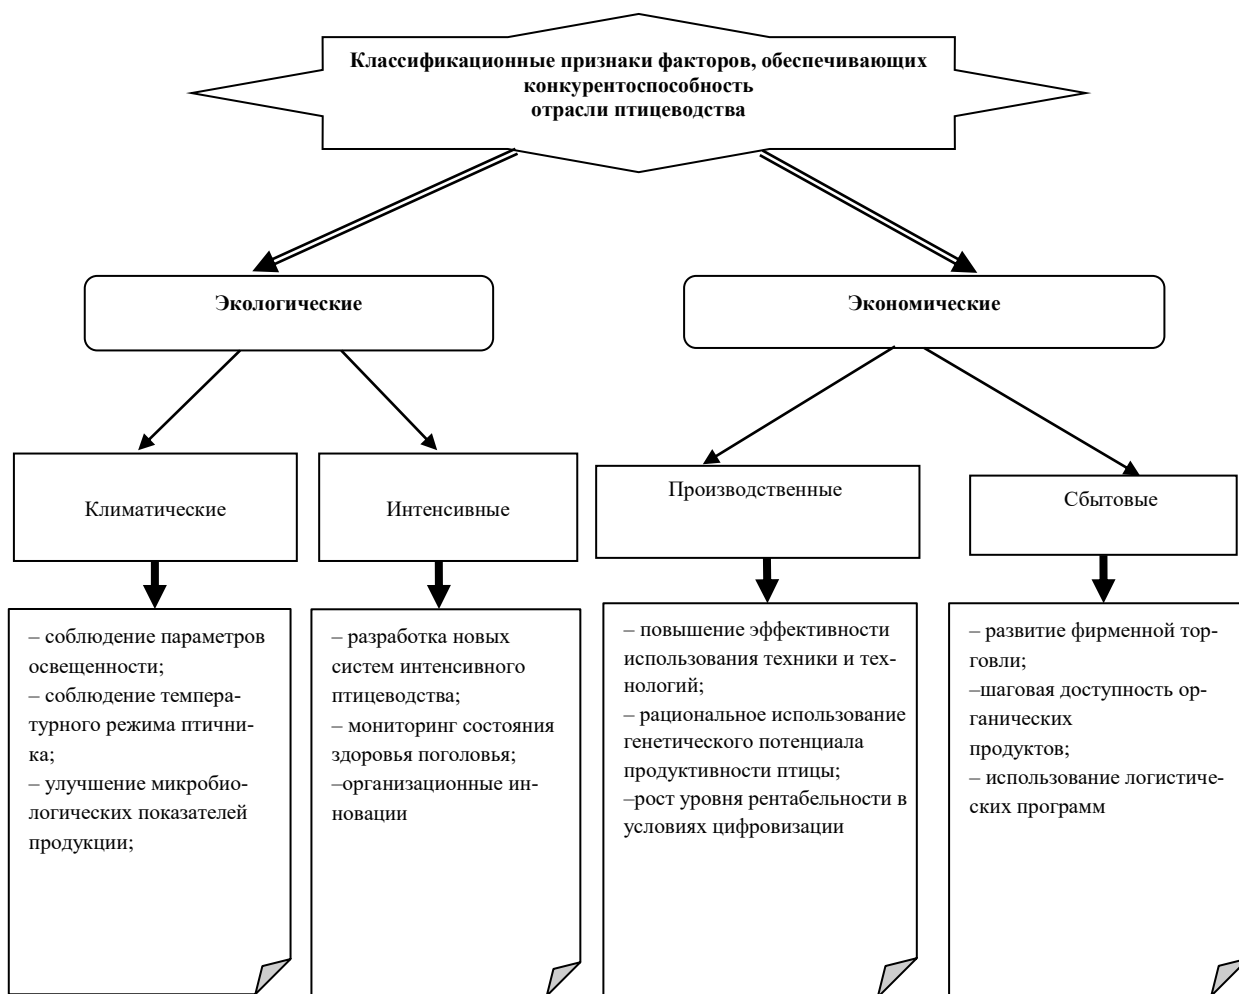 Классификационные признаки факторов, обеспечивающих
конкурентоспособность
отрасли птицеводства
Экологические
Экономические
Климатические
Интенсивные
Производственные
Сбытовые
– соблюдение параметров
освещенности;
– соблюдение темпера-
турного режима птични-
ка;
– улучшение микробио-
логических показателей
продукции;
– разработка новых
систем интенсивного
птицеводства;
– мониторинг состояния
здоровья поголовья;
–организационные ин-
новации
– повышение эффективности
использования техники и тех-
нологий;
– рациональное использование
генетического потенциала
продуктивности птицы;
–рост уровня рентабельности в
условиях цифровизации
– развитие фирменной тор-
говли;
–шаговая доступность ор-
ганических
продуктов;
– использование логистиче-
ских программ